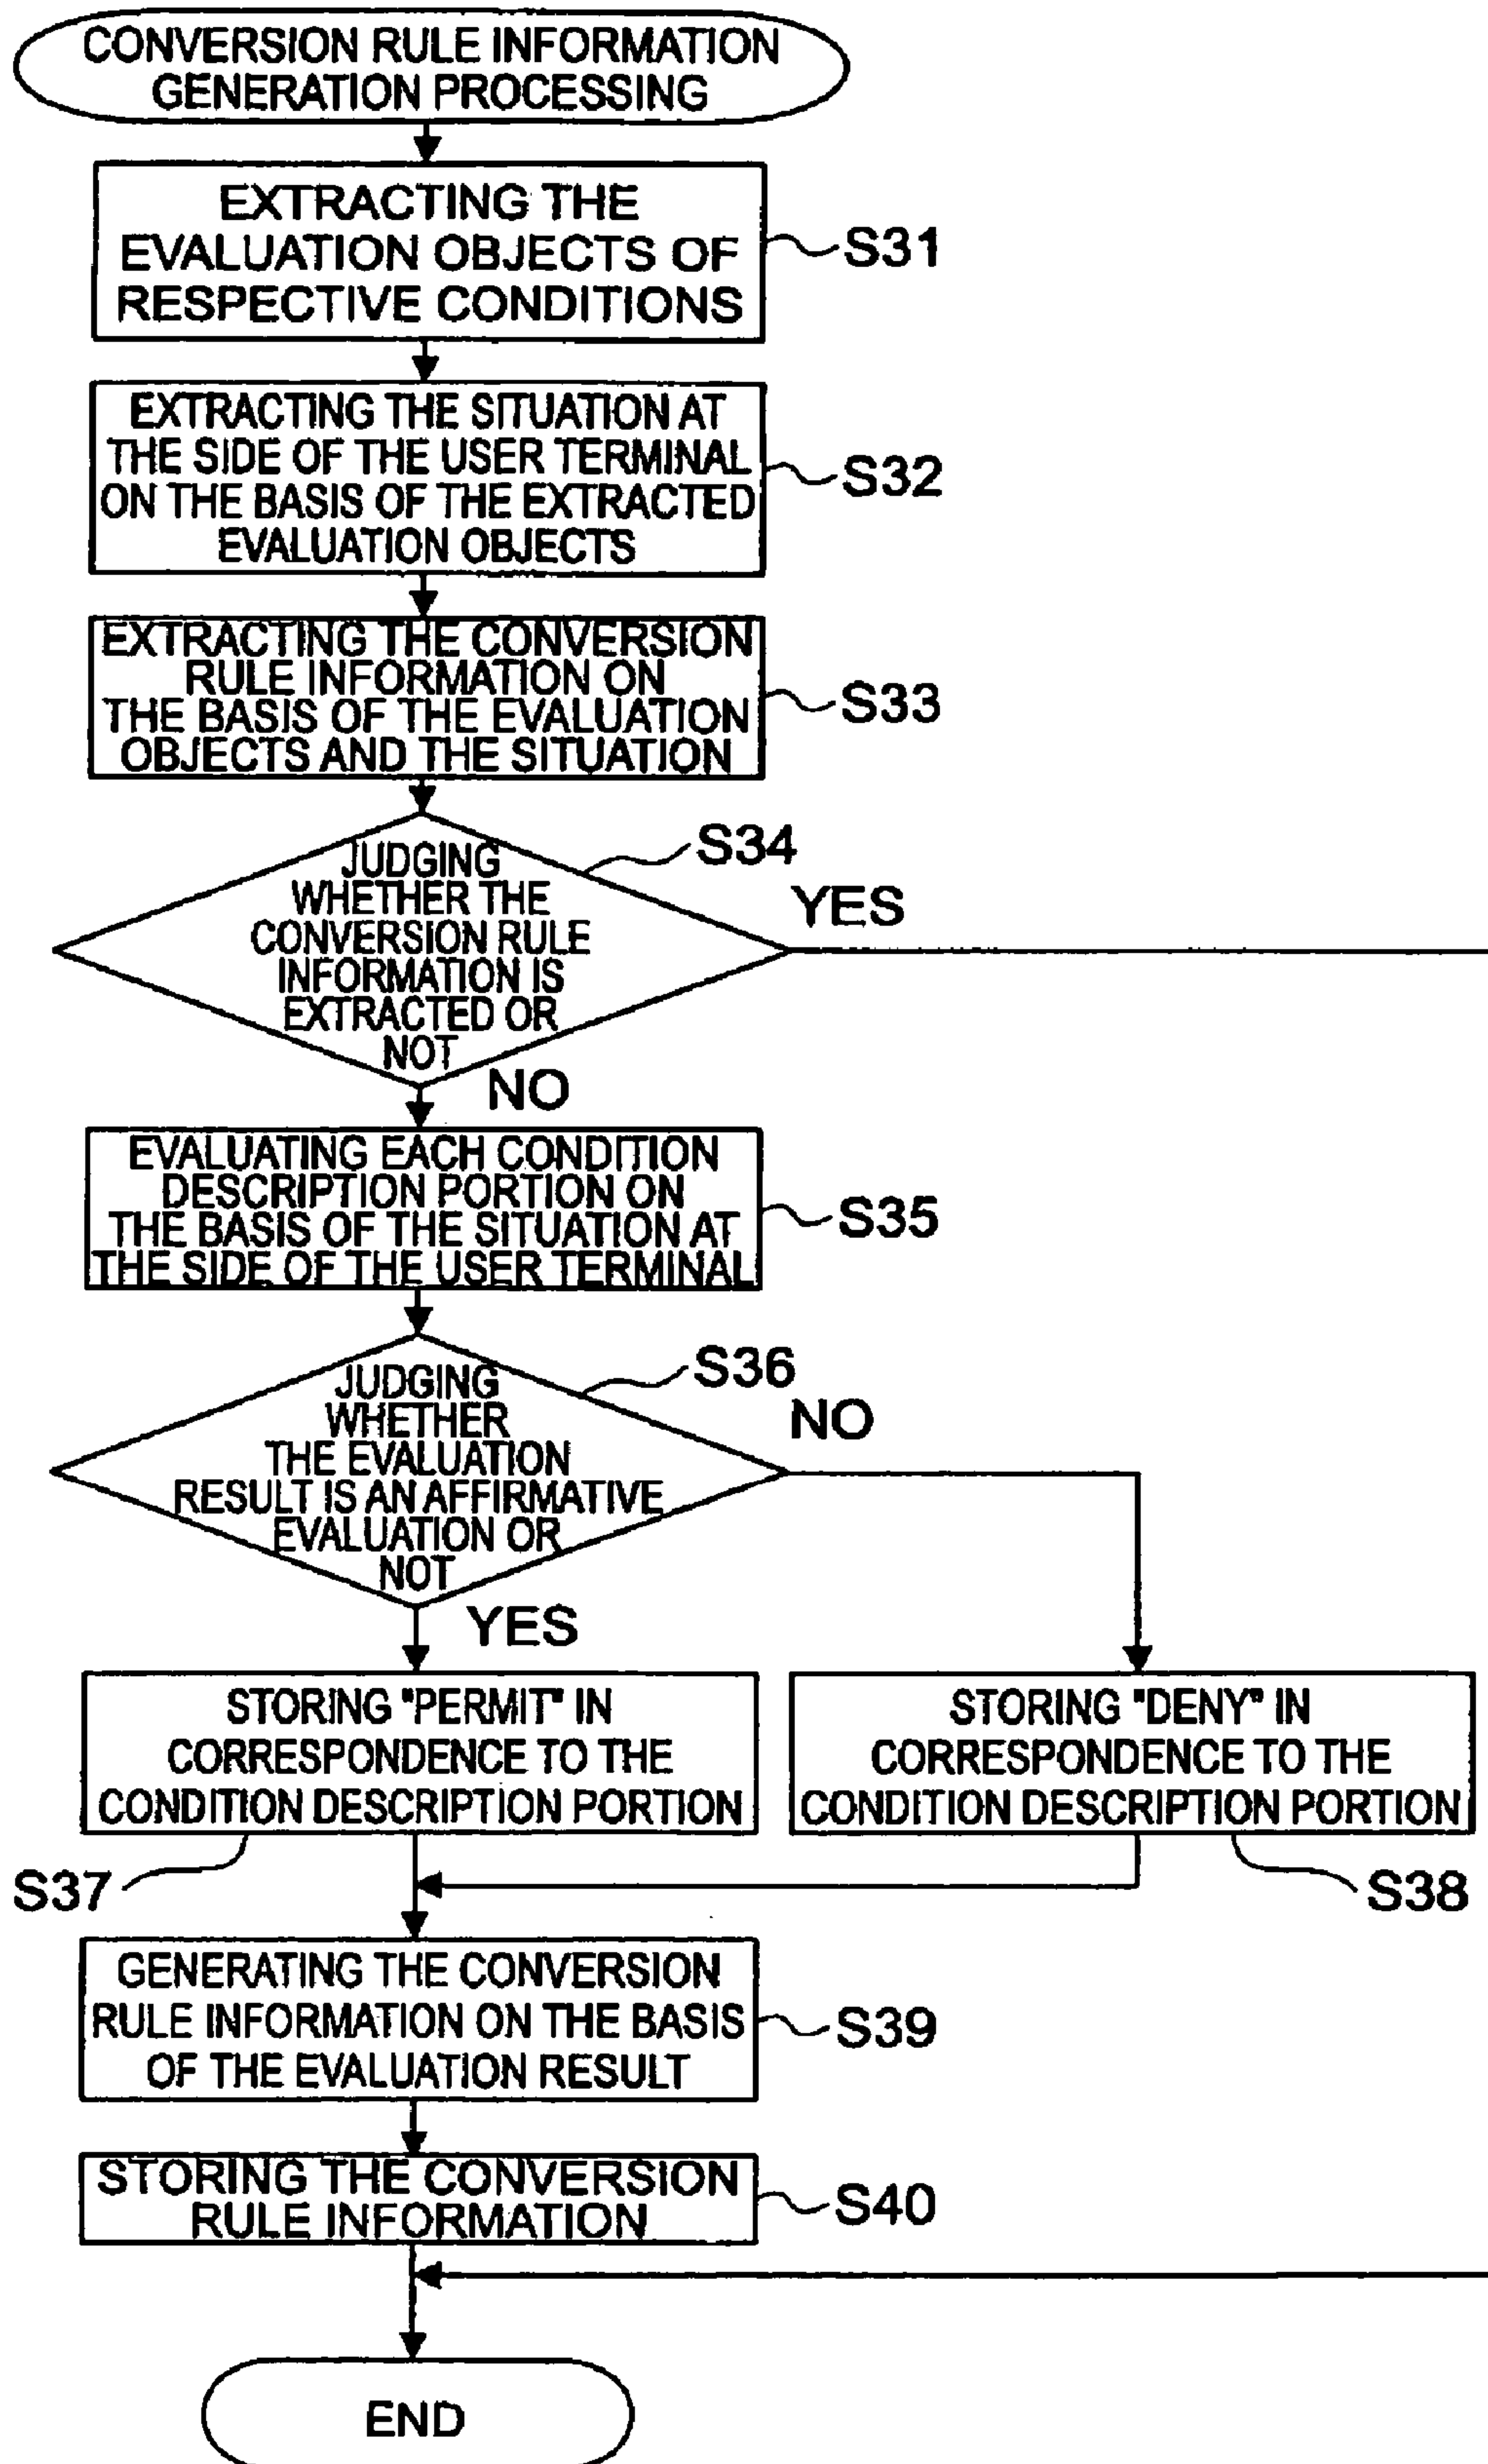 CONVERSION RULE INFORMATION
GENERATION PROCESSING
EXTRACTING THE
EVALUATION OBJECTS OF
RESPECTIVE CONDITIONS
S31
EXTRACTING THE SITUATION AT
THE SIDE OF THE USER TERMINAL
ON THE BASIS OF THE EXTRACTED
EVALUATION OBJECTS
S32
EXTRACTING THE CONVERSION
RULE INFORMATION ON
THE BASIS OF THE EVALUATION
OBJECTS AND THE SITUATION
S33
JUDGING
WHETHER THE
CONVERSION RULE
INFORMATION IS
EXTRACTED OR
NOT
S34
YES
NO
EVALUATING EACH CONDITION
DESCRIPTION PORTION ON
THE BASIS OF THE SITUATION AT
THE SIDE OF THE USER TERMINAL
S35
JUDGING
WHETHER
THE EVALUATION
RESULT IS AN AFFIRMATIVE
EVALUATION OR
NOT
S36
NO
YES
STORING "PERMIT" IN
CORRESPONDENCE TO THE
CONDITION DESCRIPTION PORTION
S37
STORING "DENY" IN
CORRESPONDENCE TO THE
CONDITION DESCRIPTION PORTION
S38
GENERATING THE CONVERSION
RULE INFORMATION ON THE BASIS
OF THE EVALUATION RESULT
S39
STORING THE CONVERSION
RULE INFORMATION
S40
END